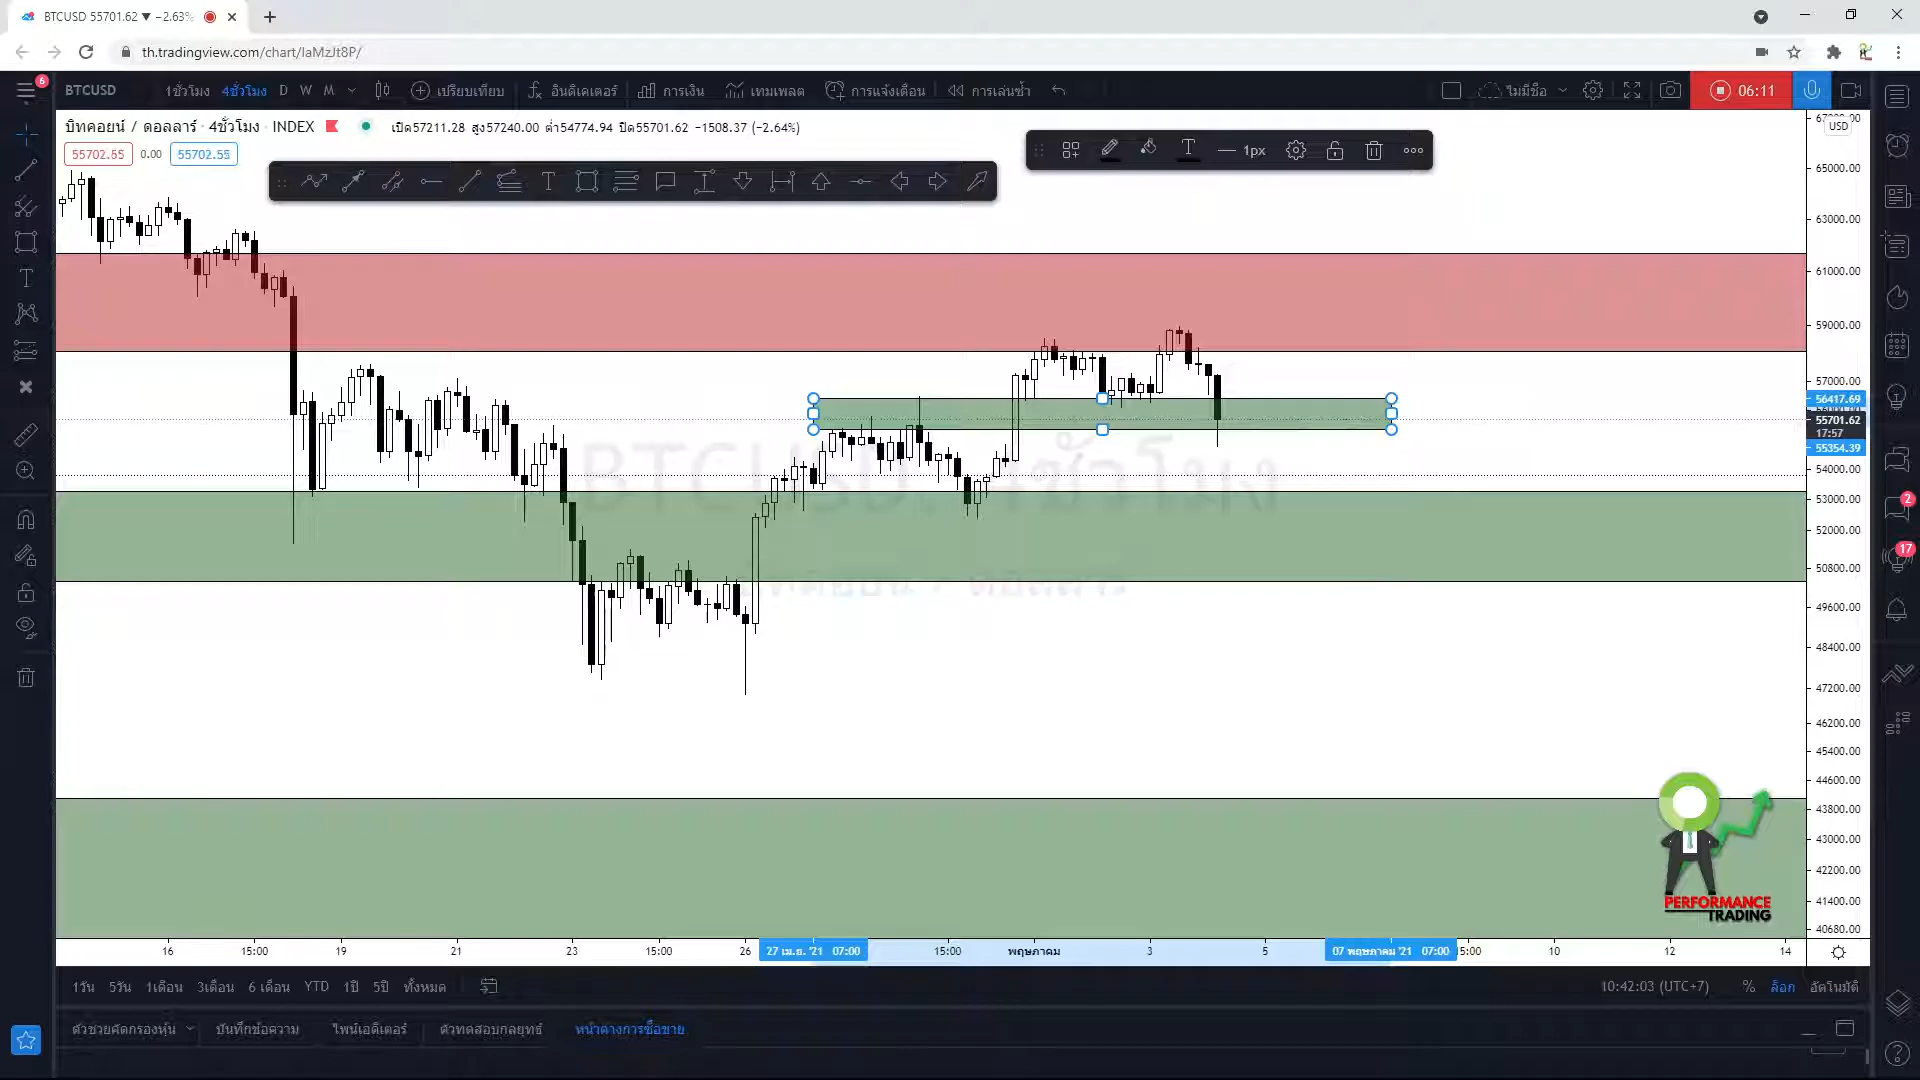 BTCUSD 55701.62 ▼ −2.63%
th.tradingview.com/chart/IaMzJt8P/
6
BTCUSD 1ชั่วโมง 4ชั่วโมง D W M เปรียบเทียบ อินดิเคเตอร์ การเงิน เทมเพลต การแจ้งเตือน การเล่นซ้ำ ไม่มีชื่อ 06:11
บิทคอยน์ / ดอลลาร์ · 4ชั่วโมง · INDEX เปิด57211.28 สูง57240.00 ต่ำ54774.94 ปิด55701.62 −1508.37 (−2.64%)
55702.55 0.00 55702.55
T 1px
T
USD
65000.00
63000.00
61000.00
59000.00
57000.00
56417.69
55701.62
17:57
55354.39
54000.00
53000.00
52000.00
50800.00
49600.00
48400.00
47200.00
46200.00
45400.00
44600.00
43800.00
43000.00
42200.00
41400.00
40680.00
BTCUSD, 4ชั่วโมง
2
17
PERFORMANCE
TRADING
16 15:00 19 21 23 15:00 26 27 เม.ย. '21 07:00 15:00 พฤษภาคม 3 5 07 พฤษภาคม '21 07:00 15:00 10 12 14
1วัน 5วัน 1เดือน 3เดือน 6 เดือน YTD 1ปี 5ปี ทั้งหมด 10:42:03 (UTC+7) % ล็อก อัตโนมัติ
ตัวช่วยคัดกรองหุ้น บันทึกข้อความ ไพน์เอดิเตอร์ ตัวทดสอบกลยุทธ์ หน้าต่างการซื้อขาย